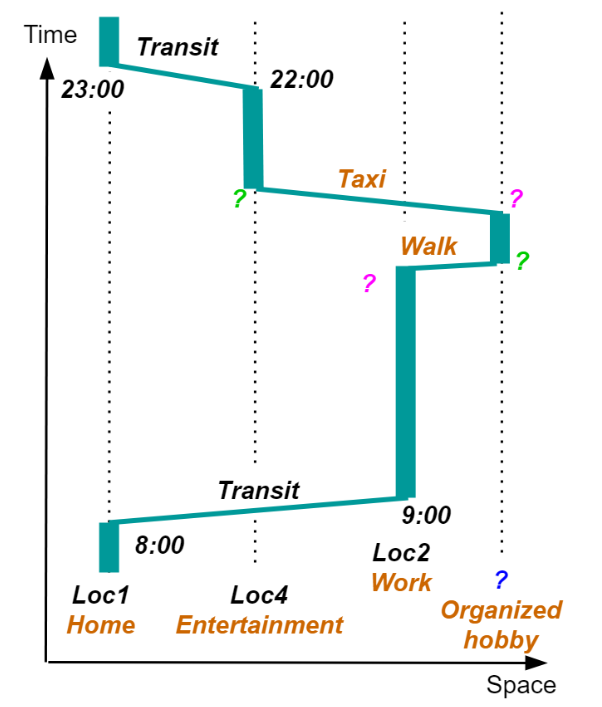 Time
Transit
23:00
22:00
Taxi
?
?
Walk
?
?
Transit
9:00
8:00
Loc2
Work
?
Loc1
Home
Loc4
Entertainment
Organized
hobby
Space